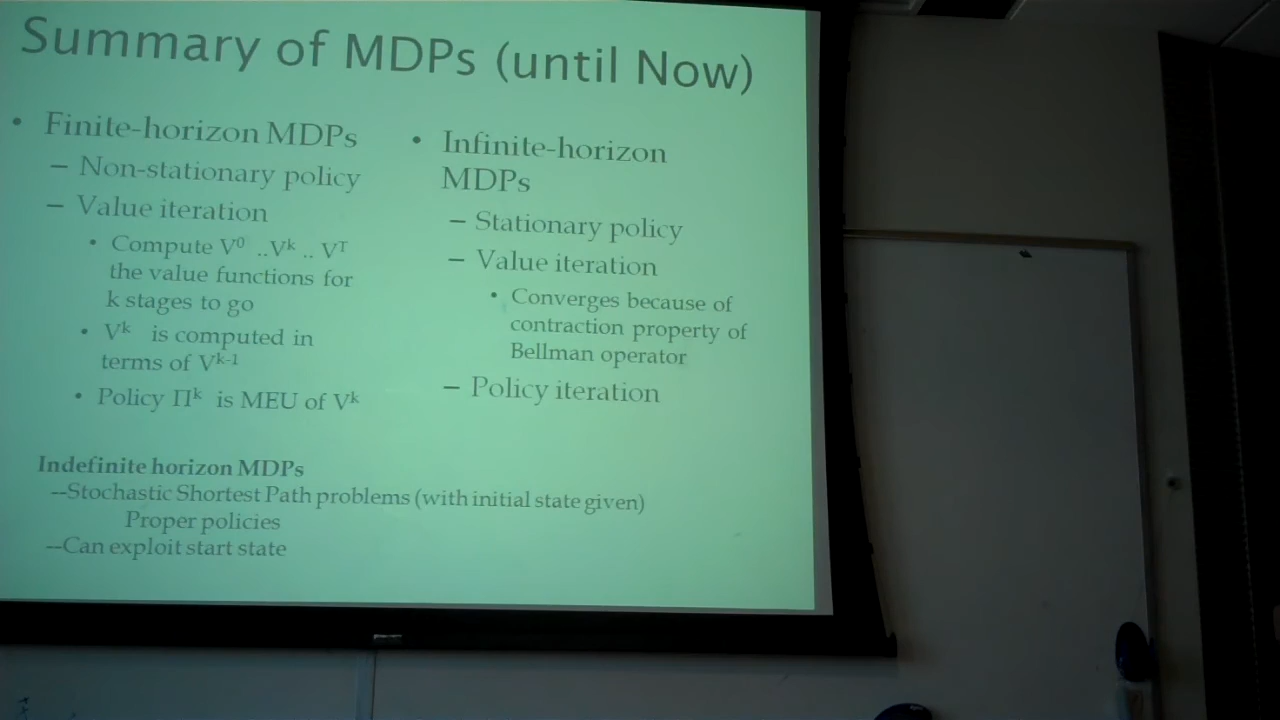 Summary of MDPs (until Now)
• Finite-horizon MDPs
– Non-stationary policy
– Value iteration
• Compute V⁰ ..Vᵏ .. Vᵀ
the value functions for
k stages to go
• Vᵏ is computed in
terms of Vᵏ⁻¹
• Policy Πᵏ is MEU of Vᵏ
• Infinite-horizon
MDPs
– Stationary policy
– Value iteration
• Converges because of
contraction property of
Bellman operator
– Policy iteration
Indefinite horizon MDPs
--Stochastic Shortest Path problems (with initial state given)
Proper policies
--Can exploit start state